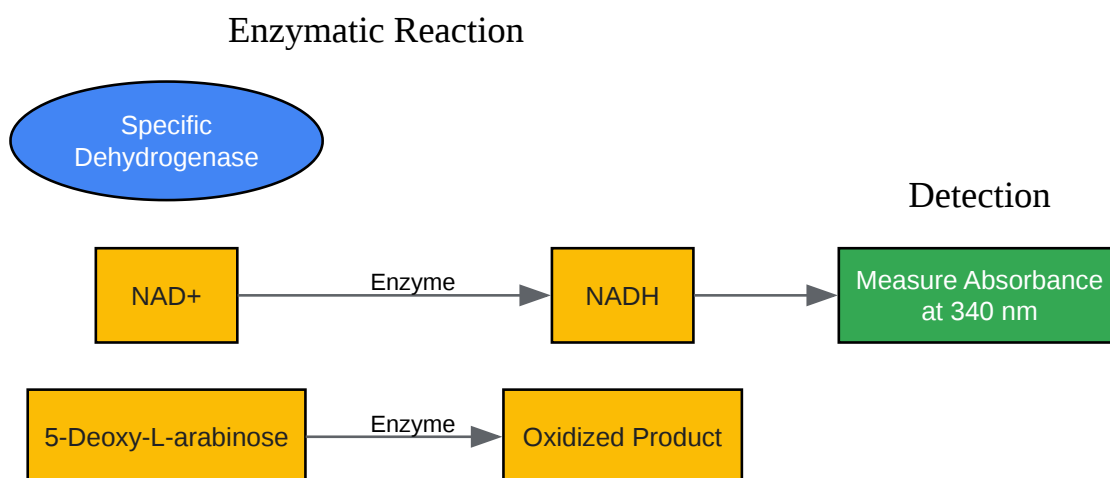 Enzymatic Reaction
Specific
Dehydrogenase
Detection
NAD+
Enzyme
NADH
Measure Absorbance
at 340 nm
5-Deoxy-L-arabinose
Enzyme
Oxidized Product